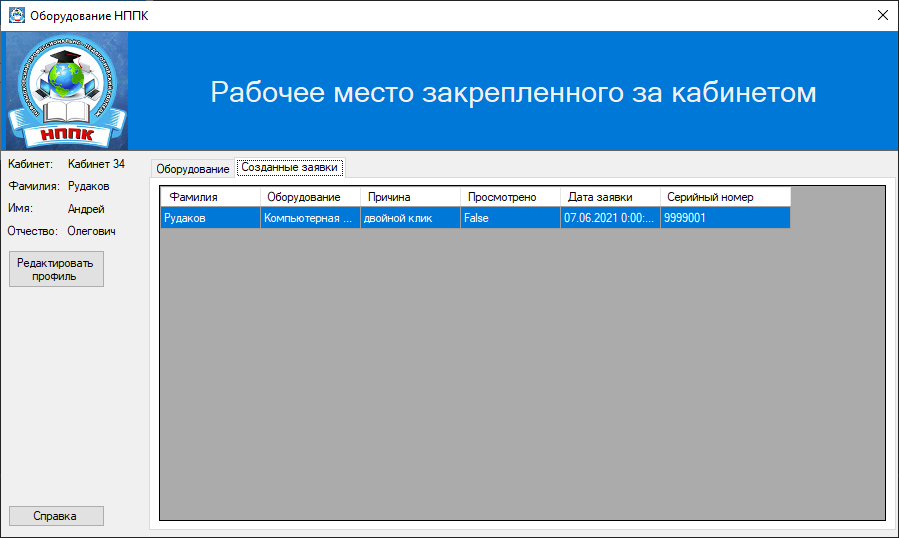 Оборудование НППК
НППК
Рабочее место закрепленного за кабинетом
Кабинет: Кабинет 34
Фамилия: Рудаков
Имя: Андрей
Отчество: Олегович
Редактировать
профиль
Справка
Оборудование Созданные заявки
Фамилия Оборудование Причина Просмотрено Дата заявки Серийный номер
Рудаков Компьютерная ... двойной клик False 07.06.2021 0:00:... 9999001